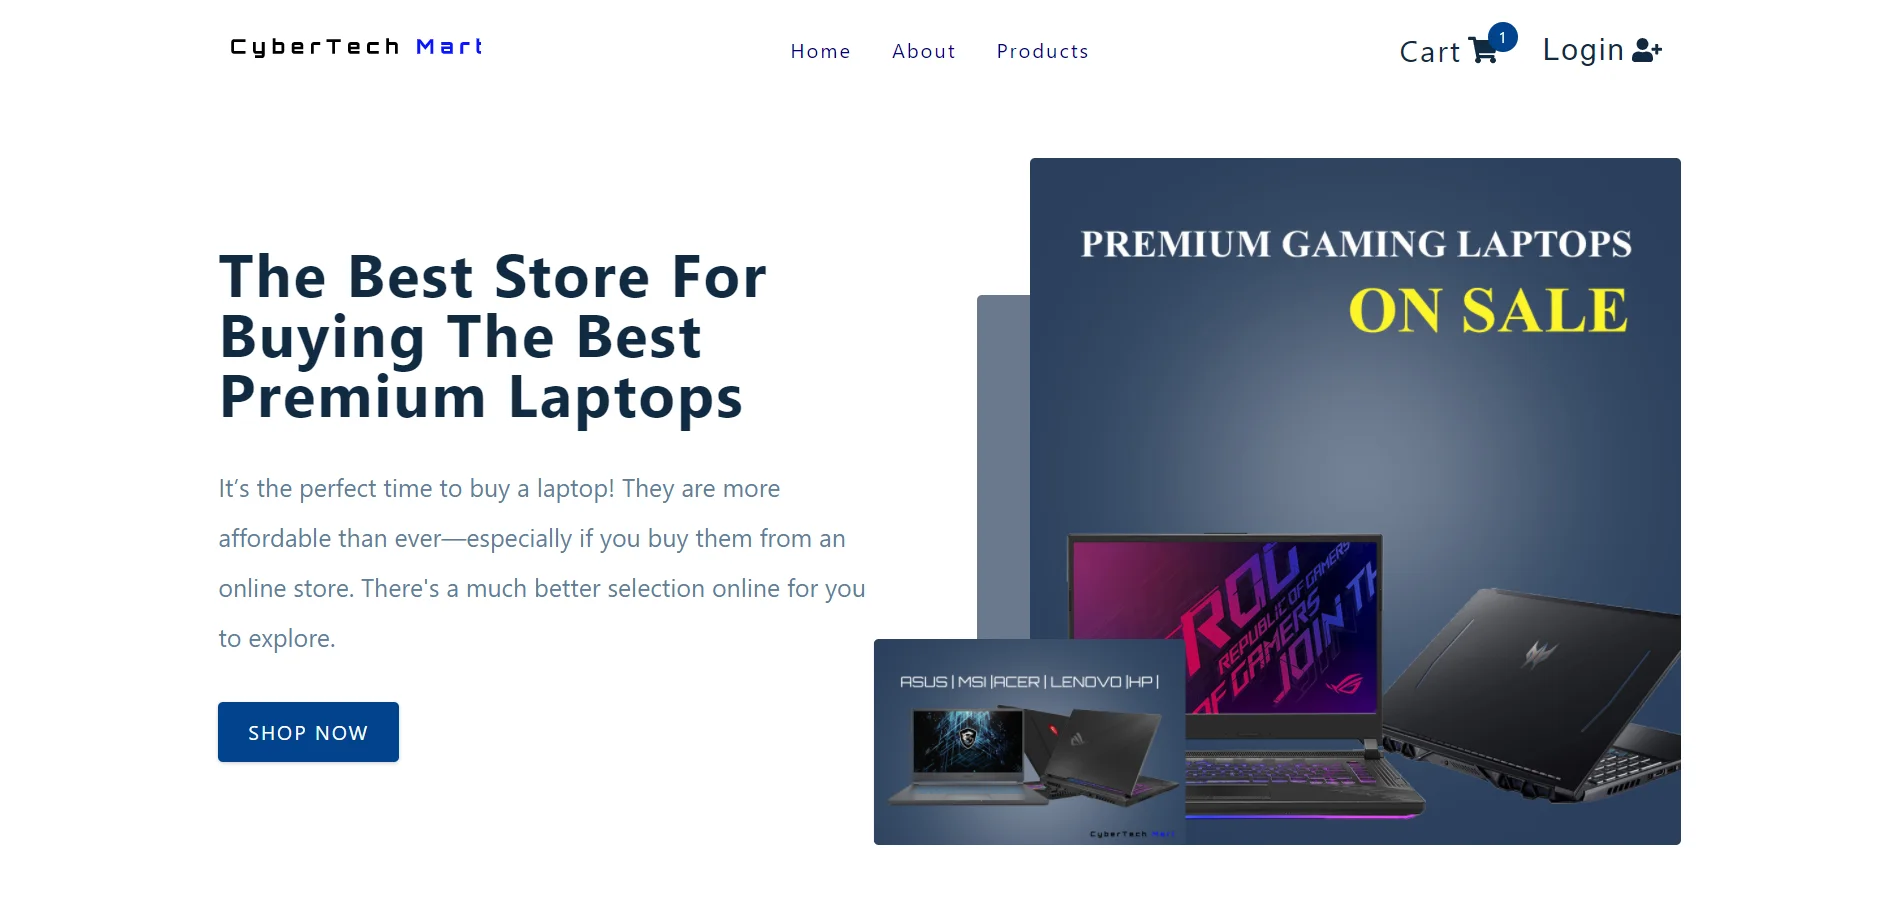 CyberTech Mart
Home About Products
Cart 1 Login
The Best Store For
Buying The Best
Premium Laptops
It’s the perfect time to buy a laptop! They are more
affordable than ever—especially if you buy them from an
online store. There's a much better selection online for you
to explore.
SHOP NOW
PREMIUM GAMING LAPTOPS
ON SALE
REPUBLIC OF GAMERS
OF GAMERS
ASUS | MSI |ACER | LENOVO |HP |
CyberTech Mart